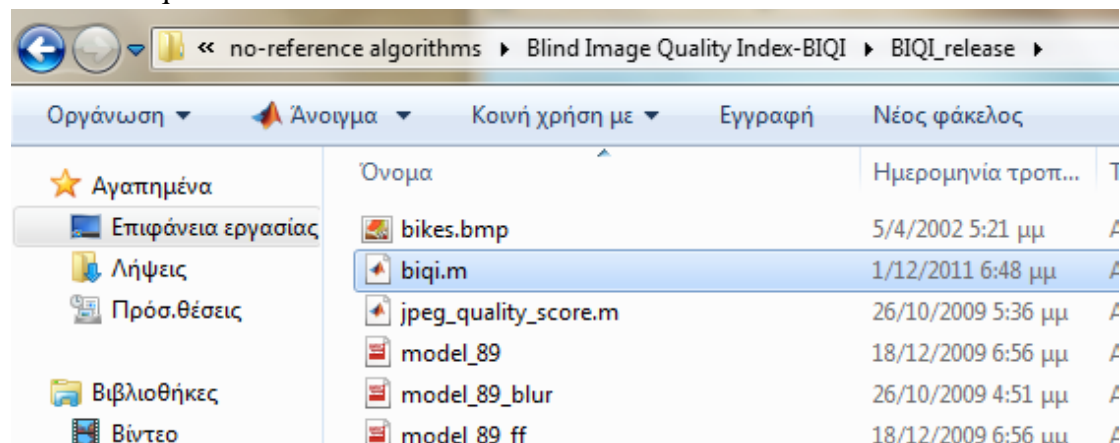 « no-reference algorithms ▸ Blind Image Quality Index-BIQI ▸ BIQI_release ▸
Οργάνωση Άνοιγμα Κοινή χρήση με Εγγραφή Νέος φάκελος
Όνομα Ημερομηνία τροπ...
Αγαπημένα
Επιφάνεια εργασίας bikes.bmp 5/4/2002 5:21 μμ
Λήψεις biqi.m 1/12/2011 6:48 μμ
Πρόσ.θέσεις jpeg_quality_score.m 26/10/2009 5:36 μμ
model_89 18/12/2009 6:56 μμ
Βιβλιοθήκες model_89_blur 26/10/2009 4:51 μμ
Βίντεο model_89_ff 18/12/2009 6:56 μμ